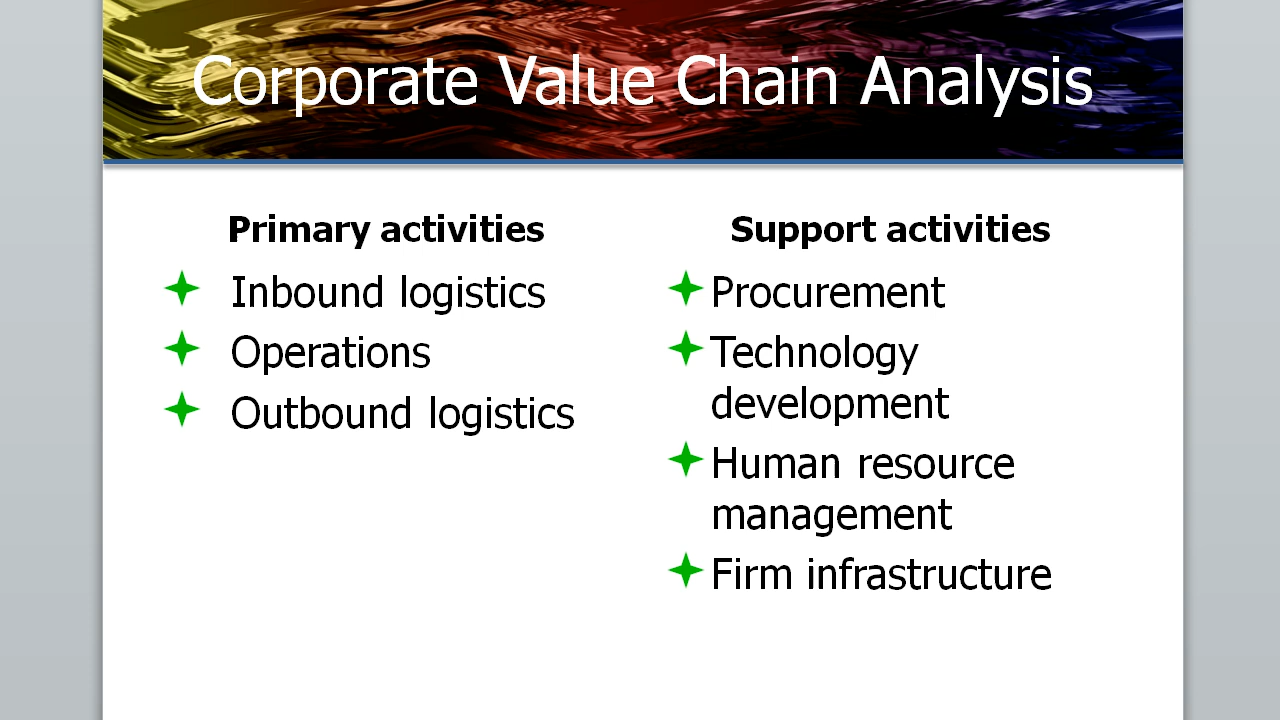 Corporate Value Chain Analysis
Primary activities
Inbound logistics
Operations
Outbound logistics
Support activities
Procurement
Technology
development
Human resource
management
Firm infrastructure